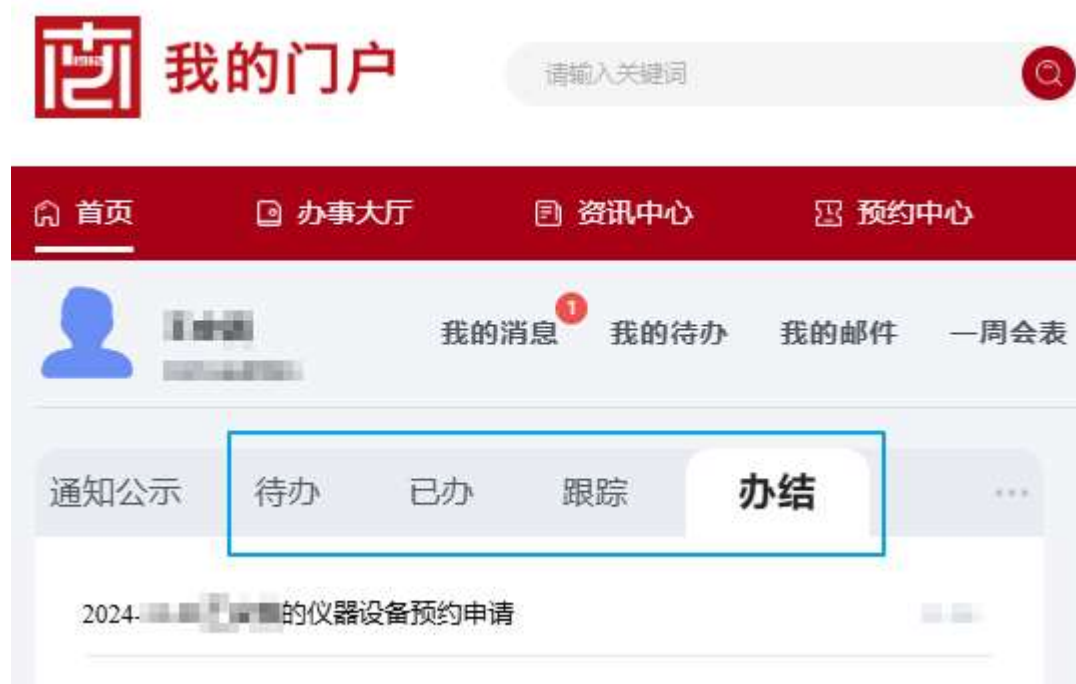 我的门户
请输入关键词
首页 办事大厅 资讯中心 预约中心
我的消息 1 我的待办 我的邮件 一周会表
通知公示 待办 已办 跟踪 办结 ...
2024- 的仪器设备预约申请